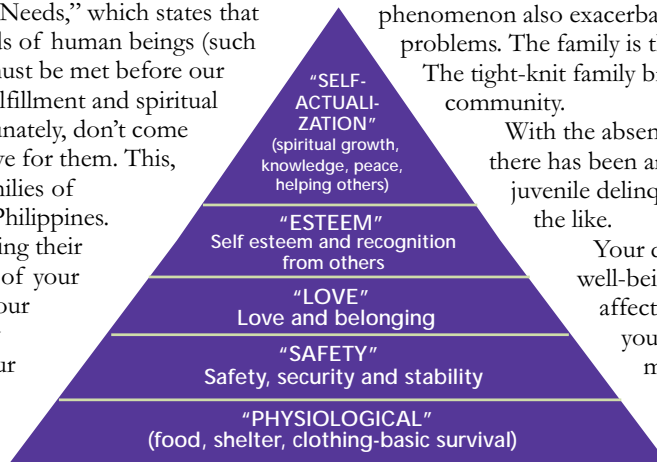 Needs,” which states that
ls of human beings (such
must be met before our
lfillment and spiritual
unately, don’t come
ve for them. This,
milies of
Philippines.
ing their
of your
our
ur
“SELF-
ACTUALI-
ZATION”
(spiritual growth,
knowledge, peace,
helping others)
“ESTEEM”
Self esteem and recognition
from others
“LOVE”
Love and belonging
“SAFETY”
Safety, security and stability
“PHYSIOLOGICAL”
(food, shelter, clothing-basic survival)
phenomenon also exacerba
problems. The family is th
The tight-knit family b
community.
With the absen
there has been an
juvenile delinq
the like.
Your c
well-bei
affect
you
m